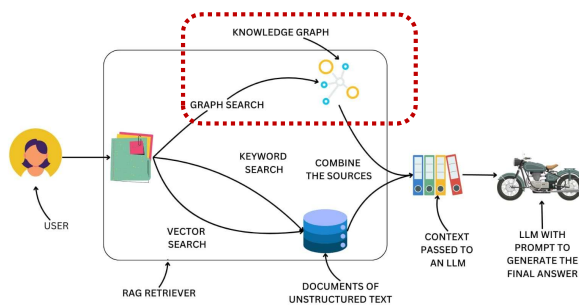 KNOWLEDGE GRAPH
GRAPH SEARCH
KEYWORD
SEARCH
COMBINE
THE SOURCES
USER
VECTOR
SEARCH
CONTEXT
PASSED TO
AN LLM
LLM WITH
PROMPT TO
GENERATE THE
FINAL ANSWER
RAG RETRIEVER
DOCUMENTS OF
UNSTRUCTURED TEXT